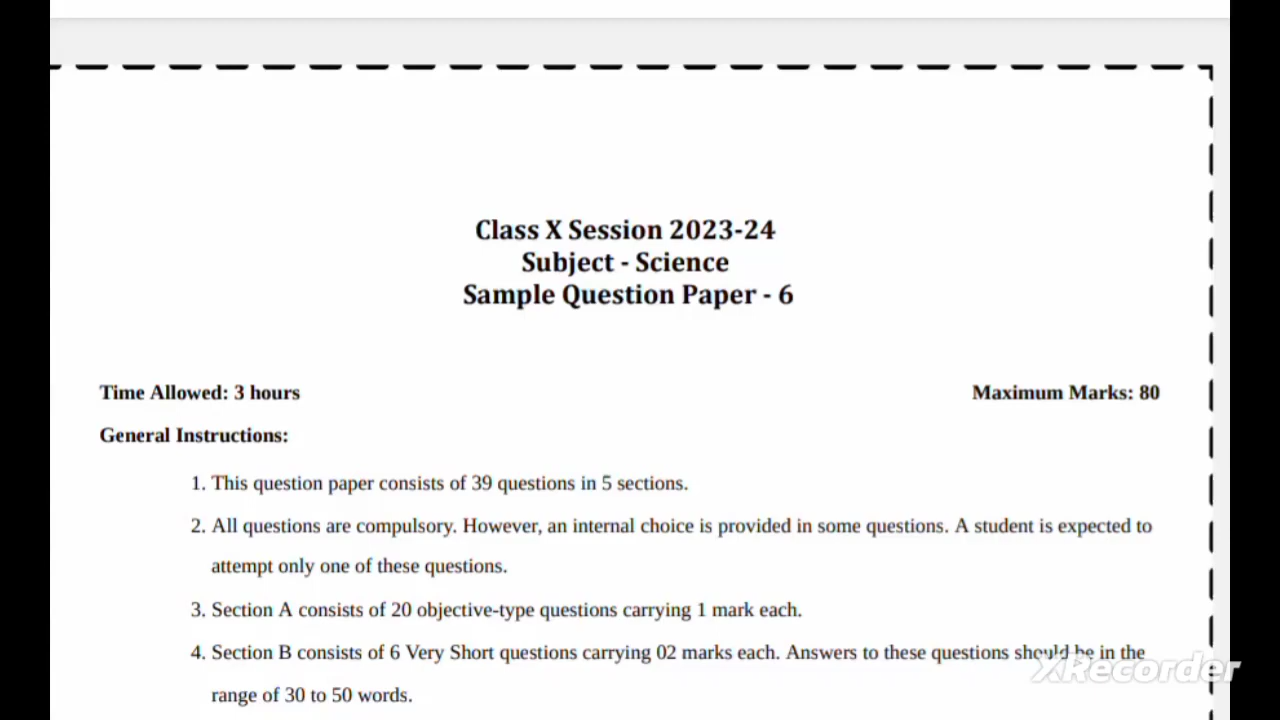 Class X Session 2023-24
Subject - Science
Sample Question Paper - 6
Time Allowed: 3 hours Maximum Marks: 80
General Instructions:
1. This question paper consists of 39 questions in 5 sections.
2. All questions are compulsory. However, an internal choice is provided in some questions. A student is expected to
attempt only one of these questions.
3. Section A consists of 20 objective-type questions carrying 1 mark each.
4. Section B consists of 6 Very Short questions carrying 02 marks each. Answers to these questions should be in the
range of 30 to 50 words.
XRecorder